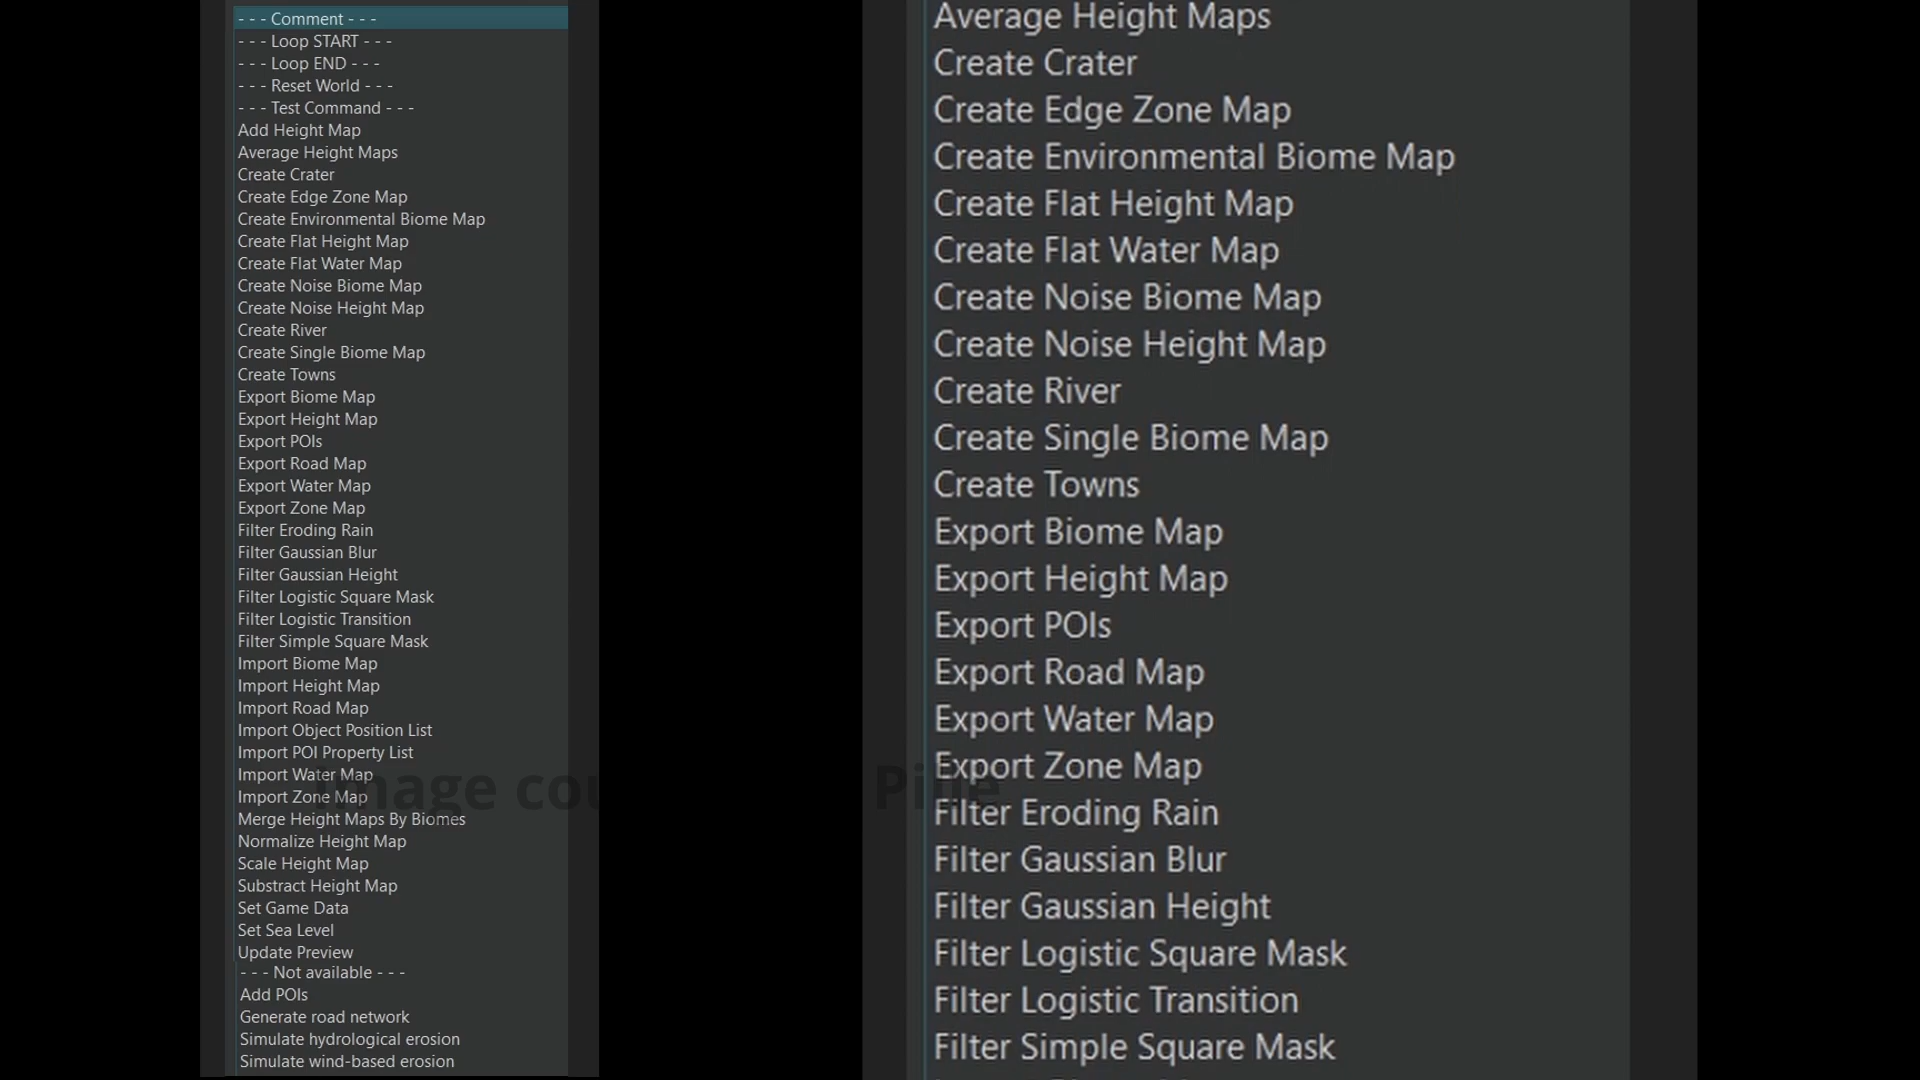 - - - Comment - - -
- - - Loop START - - -
- - - Loop END - - -
- - - Reset World - - -
- - - Test Command - - -
Add Height Map
Average Height Maps
Create Crater
Create Edge Zone Map
Create Environmental Biome Map
Create Flat Height Map
Create Flat Water Map
Create Noise Biome Map
Create Noise Height Map
Create River
Create Single Biome Map
Create Towns
Export Biome Map
Export Height Map
Export POIs
Export Road Map
Export Water Map
Export Zone Map
Filter Eroding Rain
Filter Gaussian Blur
Filter Gaussian Height
Filter Logistic Square Mask
Filter Logistic Transition
Filter Simple Square Mask
Import Biome Map
Import Height Map
Import Road Map
Import Object Position List
Import POI Property List
Import Water Map
Import Zone Map
Merge Height Maps By Biomes
Normalize Height Map
Scale Height Map
Substract Height Map
Set Game Data
Set Sea Level
Update Preview
- - - Not available - - -
Add POIs
Generate road network
Simulate hydrological erosion
Simulate wind-based erosion
Average Height Maps
Create Crater
Create Edge Zone Map
Create Environmental Biome Map
Create Flat Height Map
Create Flat Water Map
Create Noise Biome Map
Create Noise Height Map
Create River
Create Single Biome Map
Create Towns
Export Biome Map
Export Height Map
Export POIs
Export Road Map
Export Water Map
Export Zone Map
Filter Eroding Rain
Filter Gaussian Blur
Filter Gaussian Height
Filter Logistic Square Mask
Filter Logistic Transition
Filter Simple Square Mask
Image